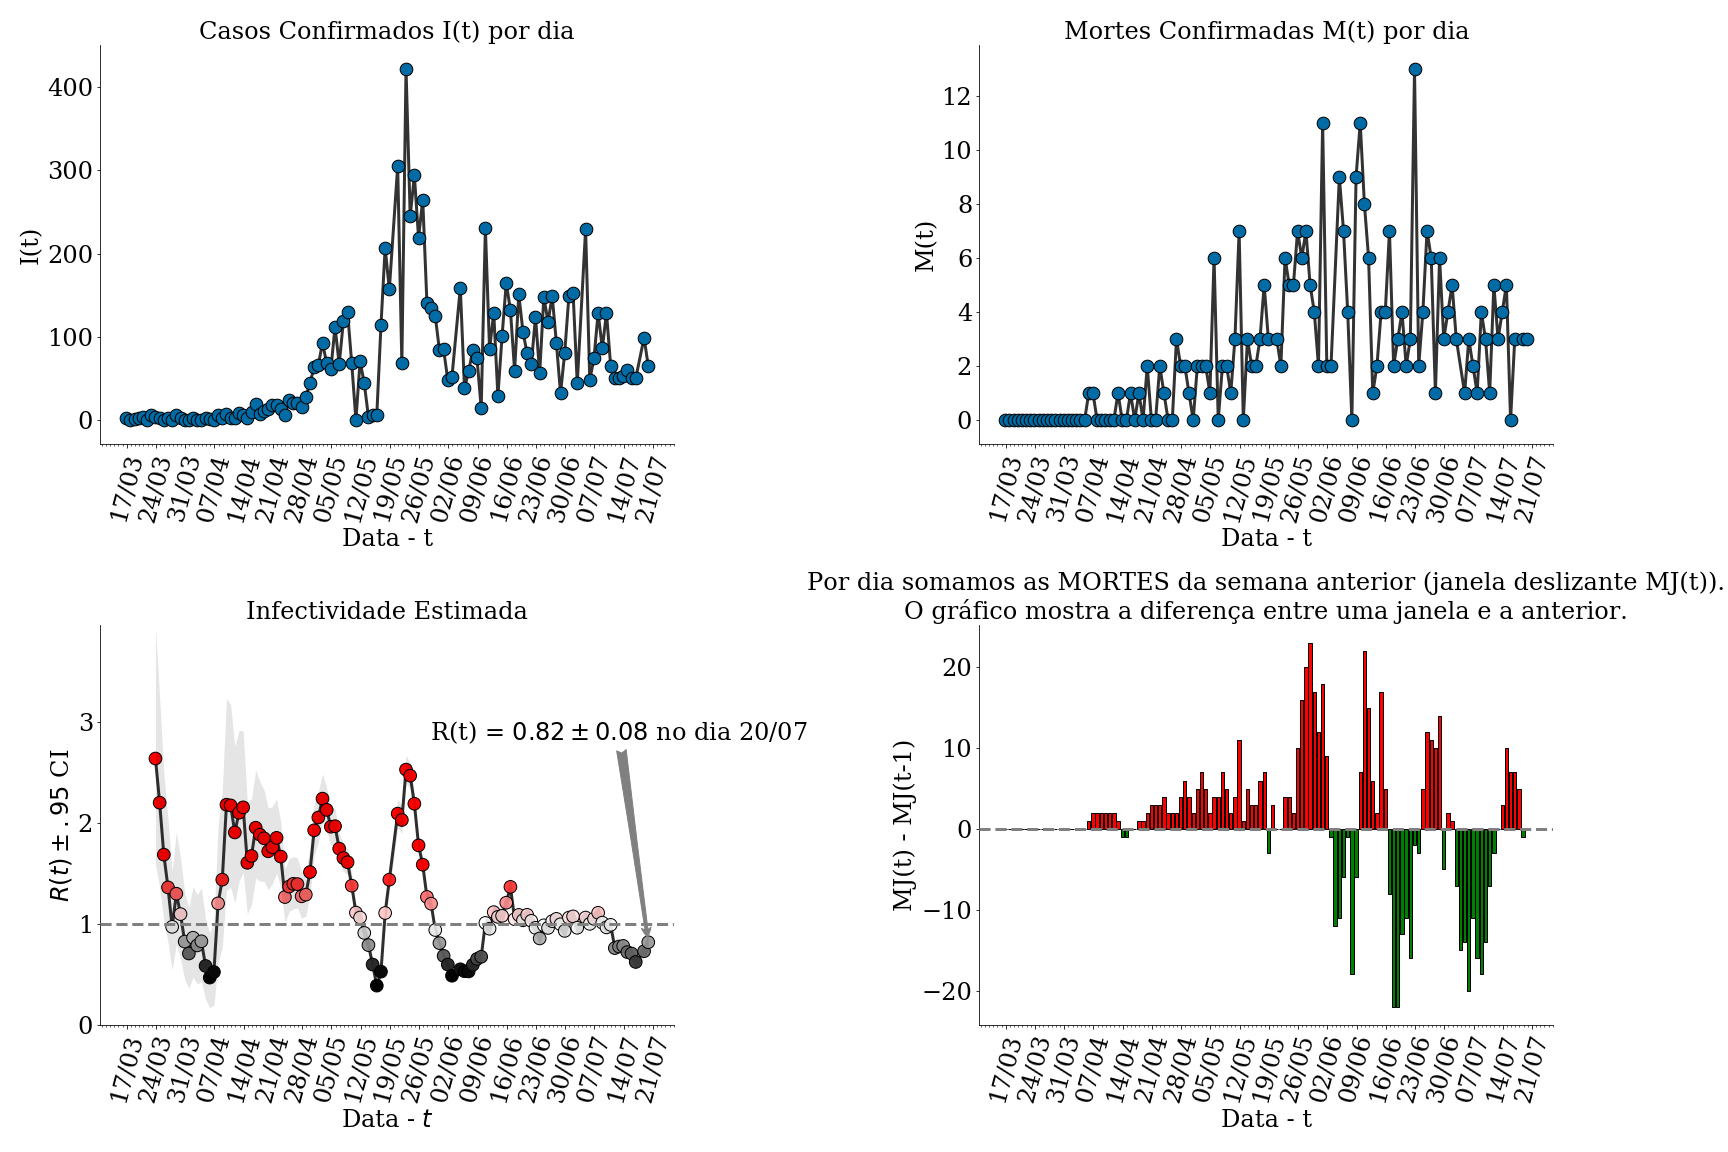 Casos Confirmados I(t) por dia
400
300
200
100
0
I(t)
17/03 24/03 31/03 07/04 14/04 21/04 28/04 05/05 12/05 19/05 26/05 02/06 09/06 16/06 23/06 30/06 07/07 14/07 21/07
Data - t
Mortes Confirmadas M(t) por dia
12
10
8
6
4
2
0
M(t)
17/03 24/03 31/03 07/04 14/04 21/04 28/04 05/05 12/05 19/05 26/05 02/06 09/06 16/06 23/06 30/06 07/07 14/07 21/07
Data - t
Infectividade Estimada
3
2
1
0
R(t) ± .95 CI
R(t) = 0.82 ± 0.08 no dia 20/07
17/03 24/03 31/03 07/04 14/04 21/04 28/04 05/05 12/05 19/05 26/05 02/06 09/06 16/06 23/06 30/06 07/07 14/07 21/07
Data - t
Por dia somamos as MORTES da semana anterior (janela deslizante MJ(t)).
O gráfico mostra a diferença entre uma janela e a anterior.
20
10
0
−10
−20
MJ(t) - MJ(t-1)
17/03 24/03 31/03 07/04 14/04 21/04 28/04 05/05 12/05 19/05 26/05 02/06 09/06 16/06 23/06 30/06 07/07 14/07 21/07
Data - t